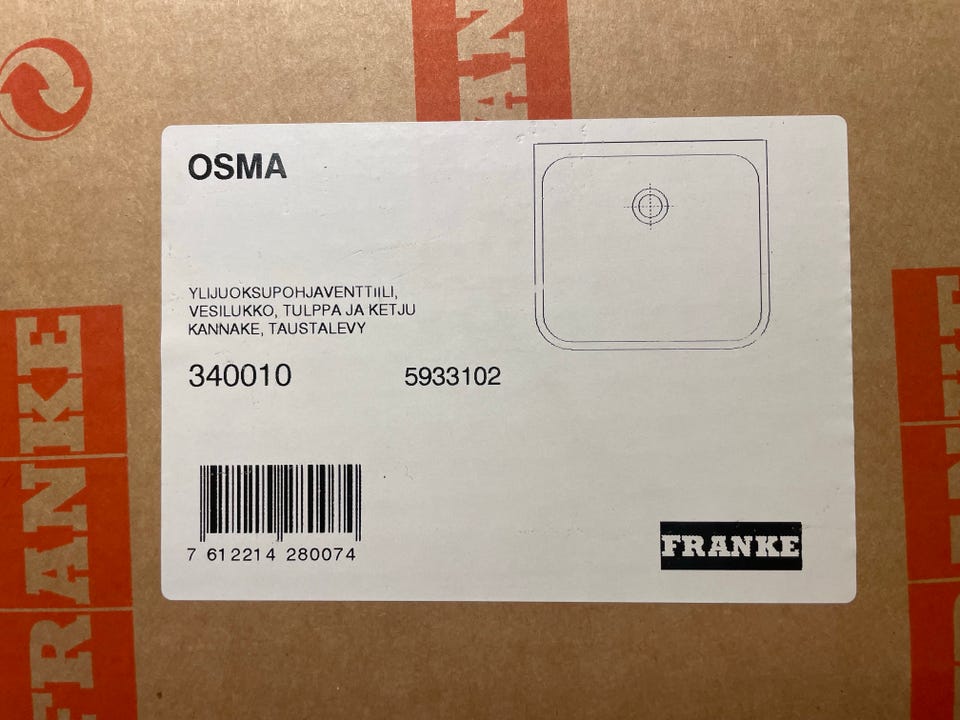 FRANKE
OSMA
YLIJUOKSUPOHJAVENTTIILI,
VESILUKKO, TULPPA JA KETJU
KANNAKE, TAUSTALEVY
340010 5933102
7 612214 280074
FRANKE
FRANKE